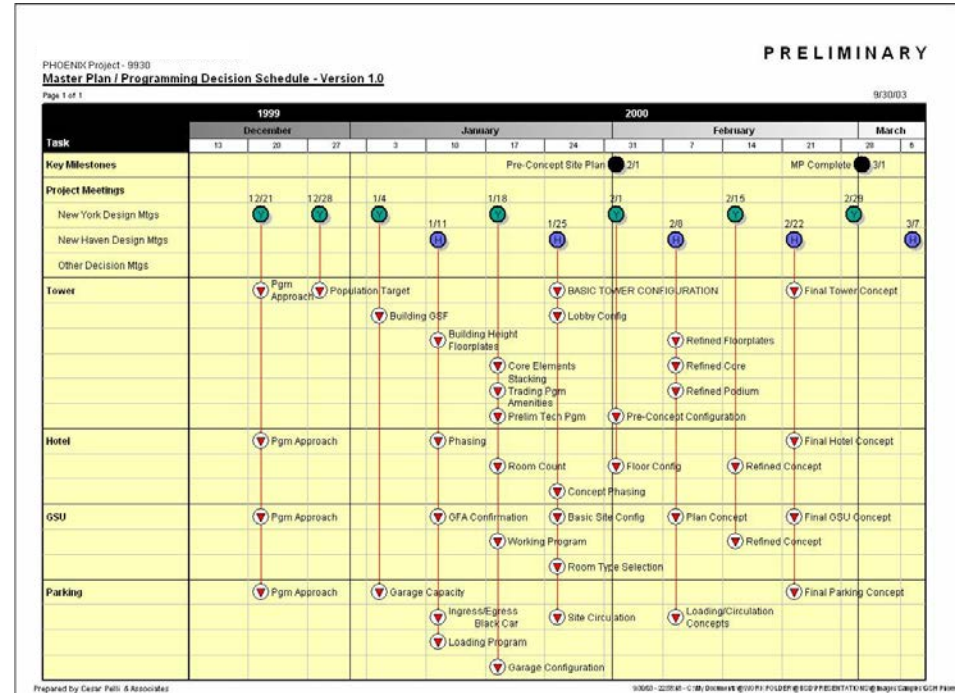 PRELIMINARY
PHOENIX Project - 9930
Master Plan / Programming Decision Schedule - Version 1.0
Page 1 of 1
9/30/03
1999 2000
December January February March
Task 13 20 27 3 10 17 24 31 7 14 21 28 6
Key Milestones Pre-Concept Site Plan 2/1 MP Complete 3/1
Project Meetings
12/21 12/28 1/4 1/18 2/1 2/15 2/29
New York Design Mtgs Y Y Y Y Y Y Y
1/11 1/25 2/8 2/22 3/7
New Haven Design Mtgs H H H H H
Other Decision Mtgs
Tower Pgm Approach Population Target BASIC TOWER CONFIGURATION Final Tower Concept
Building GSF Lobby Config
Building Height
Floorplates Refined Floorplates
Core Elements Refined Core
Stacking
Trading Pgm Refined Podium
Amenities
Prelim Tech Pgm Pre-Concept Configuration
Hotel Pgm Approach Phasing Final Hotel Concept
Room Count Floor Config Refined Concept
Concept Phasing
GSU Pgm Approach GFA Confirmation Basic Site Config Plan Concept Final GSU Concept
Working Program Refined Concept
Room Type Selection
Parking Pgm Approach Garage Capacity Final Parking Concept
Ingress/Egress
Black Car Site Circulation Loading/Circulation
Concepts
Loading Program
Garage Configuration
Prepared by Cesar Pelli & Associates